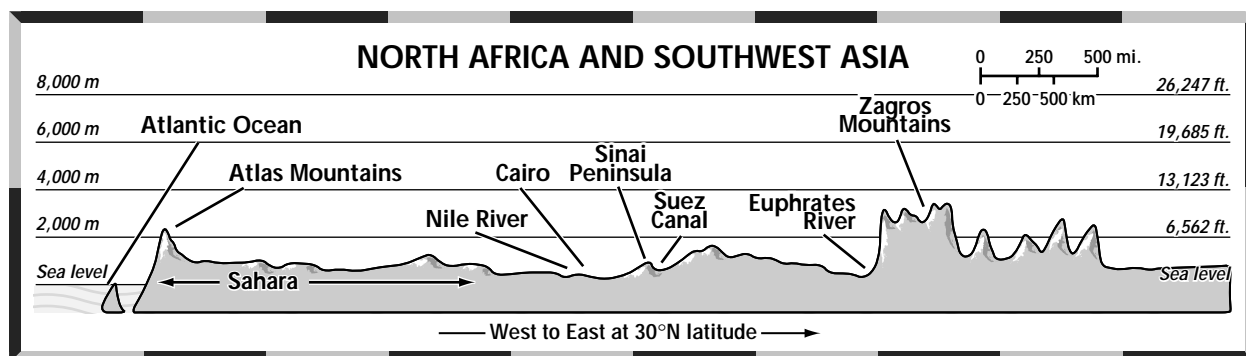 NORTH AFRICA AND SOUTHWEST ASIA
0 250 500 mi.
0 250 500 km
8,000 m
26,247 ft.
6,000 m
19,685 ft.
4,000 m
13,123 ft.
2,000 m
6,562 ft.
Sea level
Sea level
Atlantic Ocean
Atlas Mountains
Sahara
Nile River
Cairo
Sinai
Peninsula
Suez
Canal
Euphrates
River
Zagros
Mountains
West to East at 30°N latitude